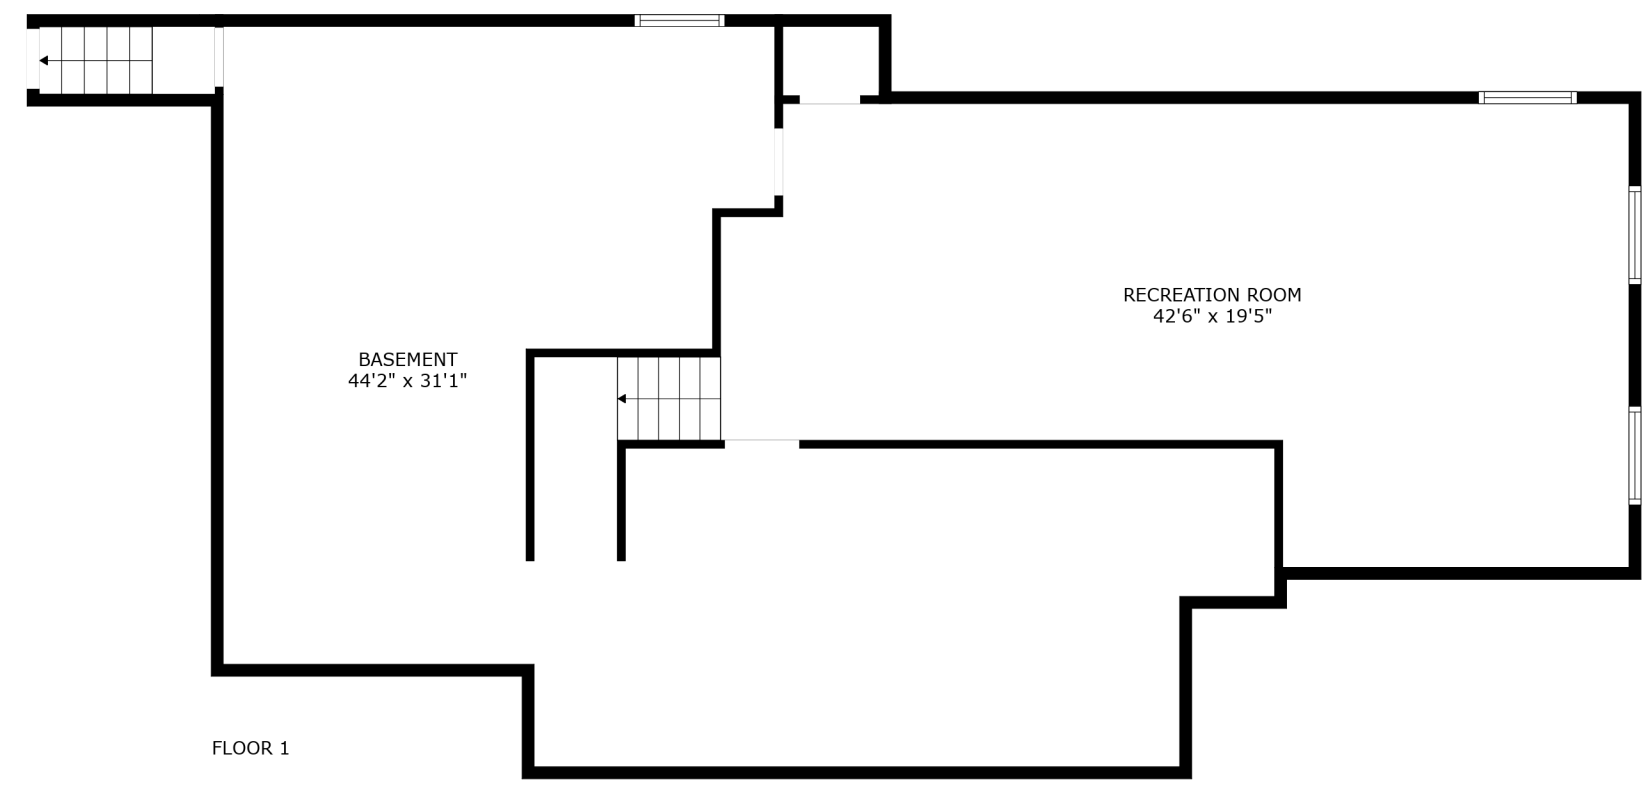 RECREATION ROOM
42'6" x 19'5"
BASEMENT
44'2" x 31'1"
FLOOR 1